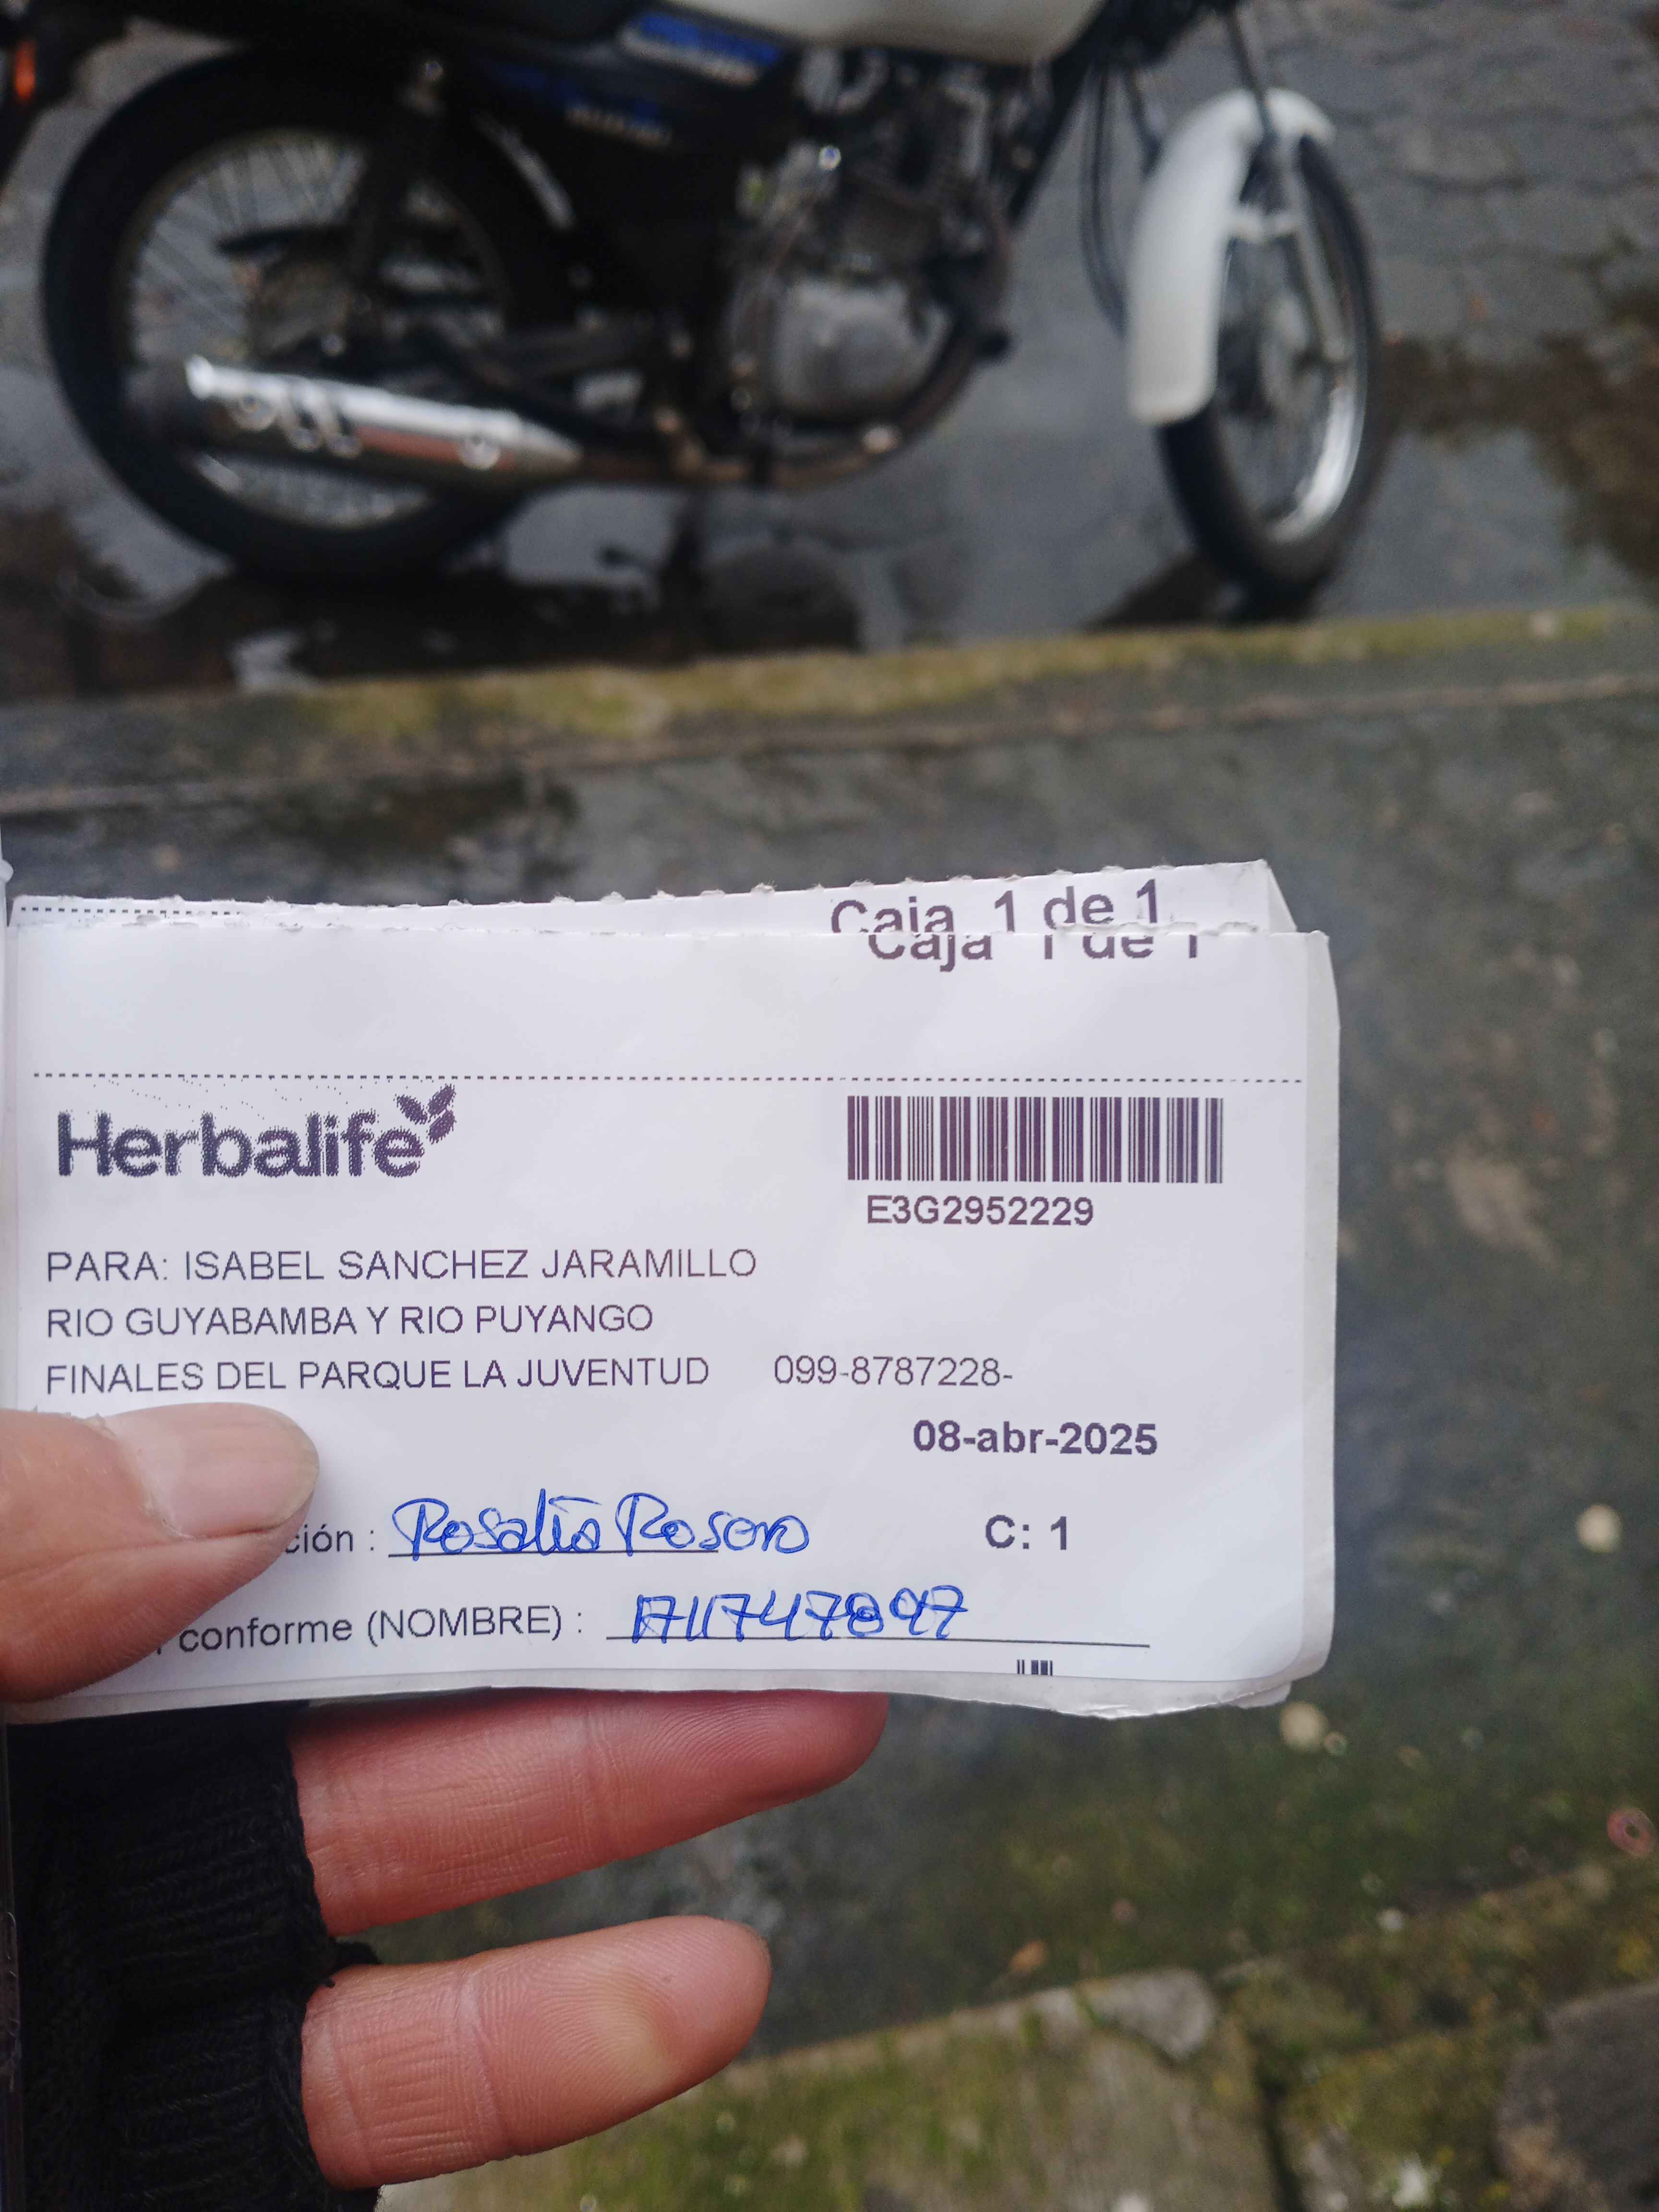 Caja 1 de 1
Caja 1 de 1
Herbalife
E3G2952229
PARA: ISABEL SANCHEZ JARAMILLO
RIO GUYABAMBA Y RIO PUYANGO
FINALES DEL PARQUE LA JUVENTUD 099-8787228-
08-abr-2025
ción : Rosalía Rosero C: 1
conforme (NOMBRE) : 1711747897